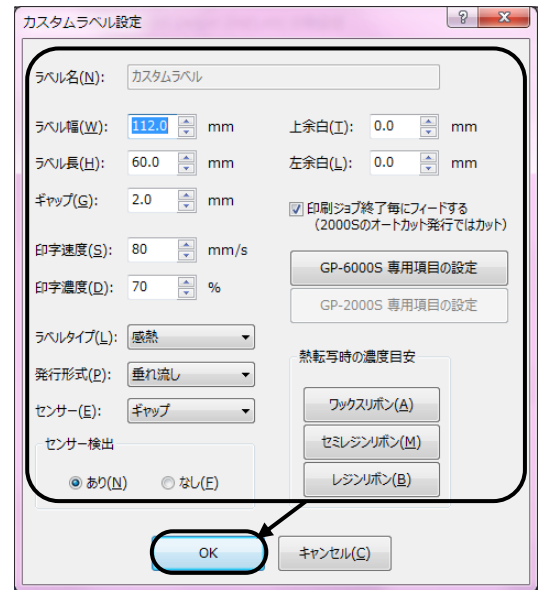 カスタムラベル設定
ラベル名(N): カスタムラベル
ラベル幅(W): 112.0 mm 上余白(T): 0.0 mm
ラベル長(H): 60.0 mm 左余白(L): 0.0 mm
ギャップ(G): 2.0 mm
印刷ジョブ終了毎にフィードする
(2000Sのオートカット発行ではカット)
印字速度(S): 80 mm/s
GP-6000S 専用項目の設定
印字濃度(D): 70 %
GP-2000S 専用項目の設定
ラベルタイプ(L): 感熱
発行形式(P): 垂れ流し
センサー(E): ギャップ
センサー検出
あり(N) なし(F)
熱転写時の濃度目安
ワックスリボン(A)
セミレジンリボン(M)
レジンリボン(B)
OK キャンセル(C)